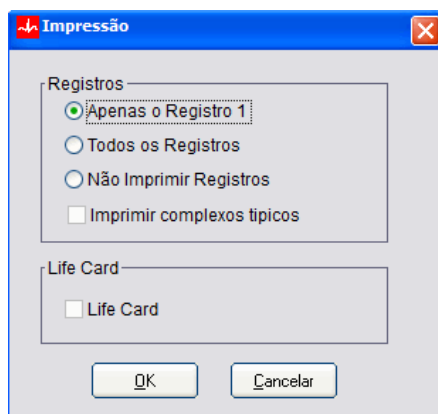 Impressão
Registros
Apenas o Registro 1
Todos os Registros
Não Imprimir Registros
Imprimir complexos tipicos
Life Card
Life Card
OK
Cancelar